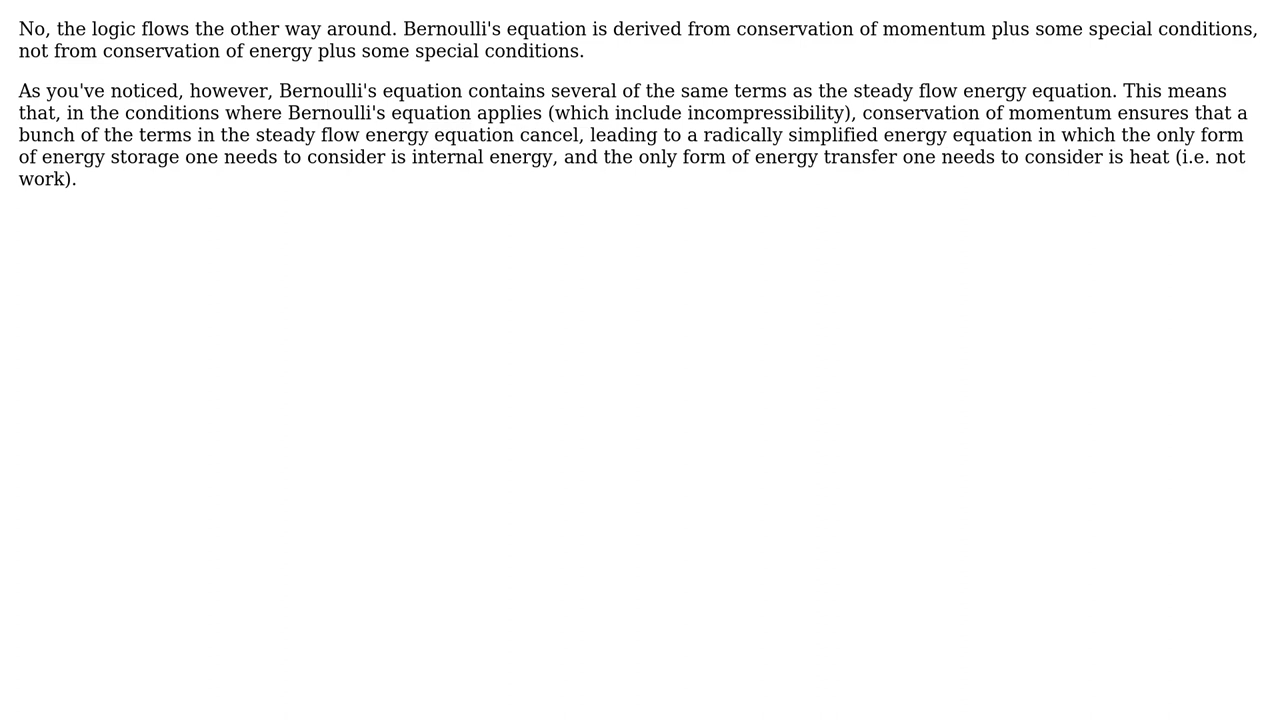 No, the logic flows the other way around. Bernoulli's equation is derived from conservation of momentum plus some special conditions,
not from conservation of energy plus some special conditions.
As you've noticed, however, Bernoulli's equation contains several of the same terms as the steady flow energy equation. This means
that, in the conditions where Bernoulli's equation applies (which include incompressibility), conservation of momentum ensures that a
bunch of the terms in the steady flow energy equation cancel, leading to a radically simplified energy equation in which the only form
of energy storage one needs to consider is internal energy, and the only form of energy transfer one needs to consider is heat (i.e. not
work).